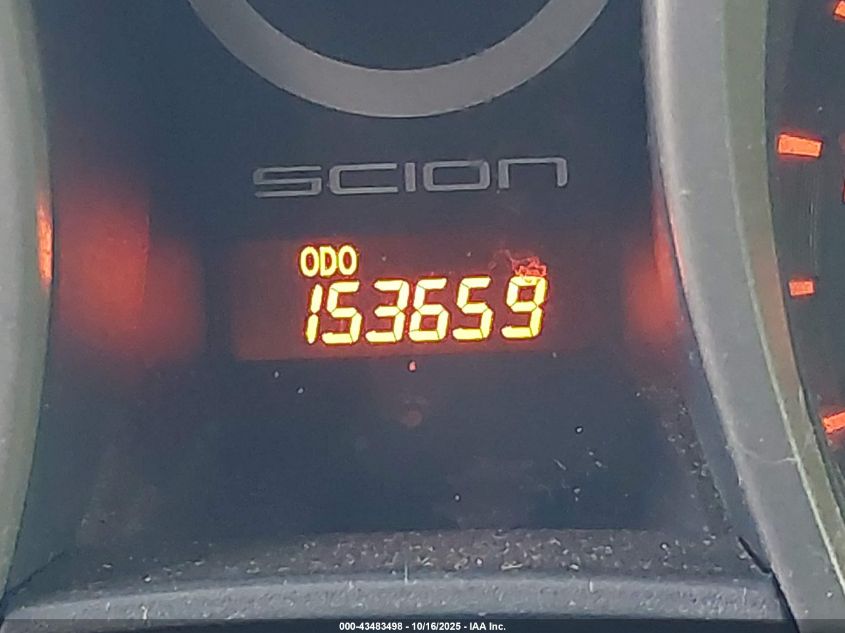 SCION
ODO
153659
000-43483498 - 10/16/2025 - IAA Inc.